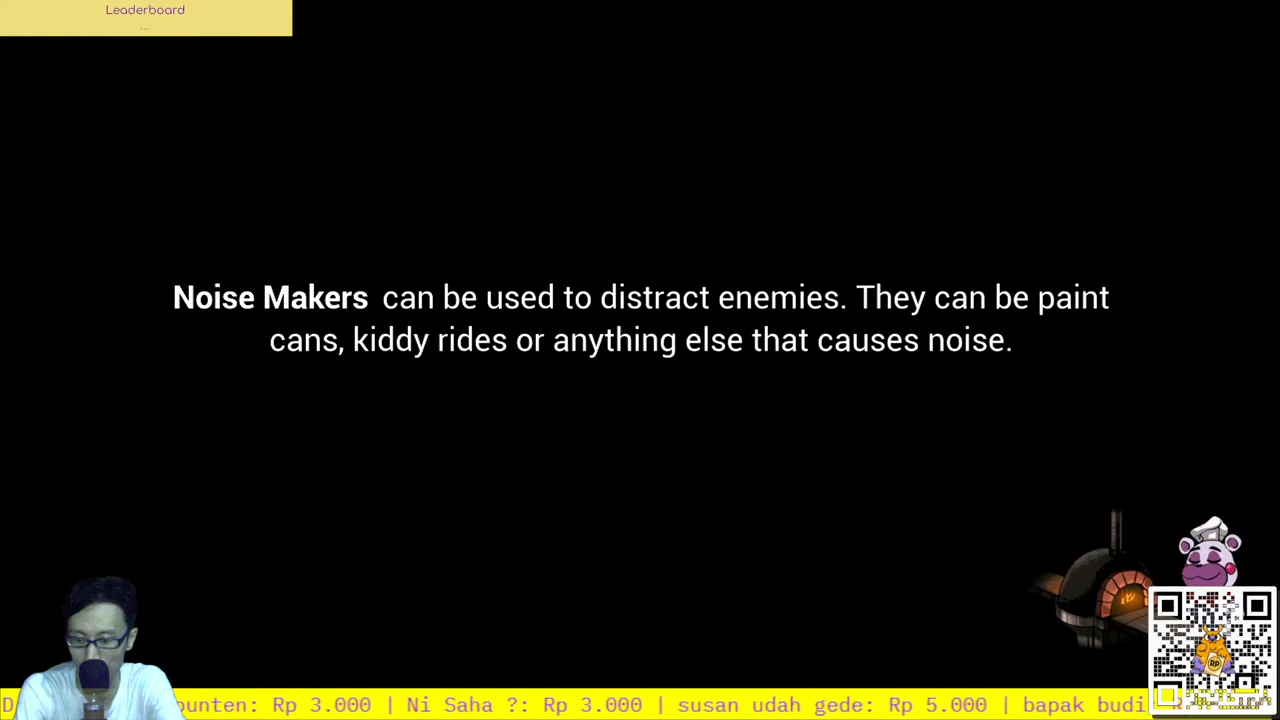 Leaderboard
...
Noise Makers can be used to distract enemies. They can be paint
cans, kiddy rides or anything else that causes noise.
RP
ounten: Rp 3.000 | Ni Saha ?: Rp 3.000 | susan udah gede: Rp 5.000 | bapak budi